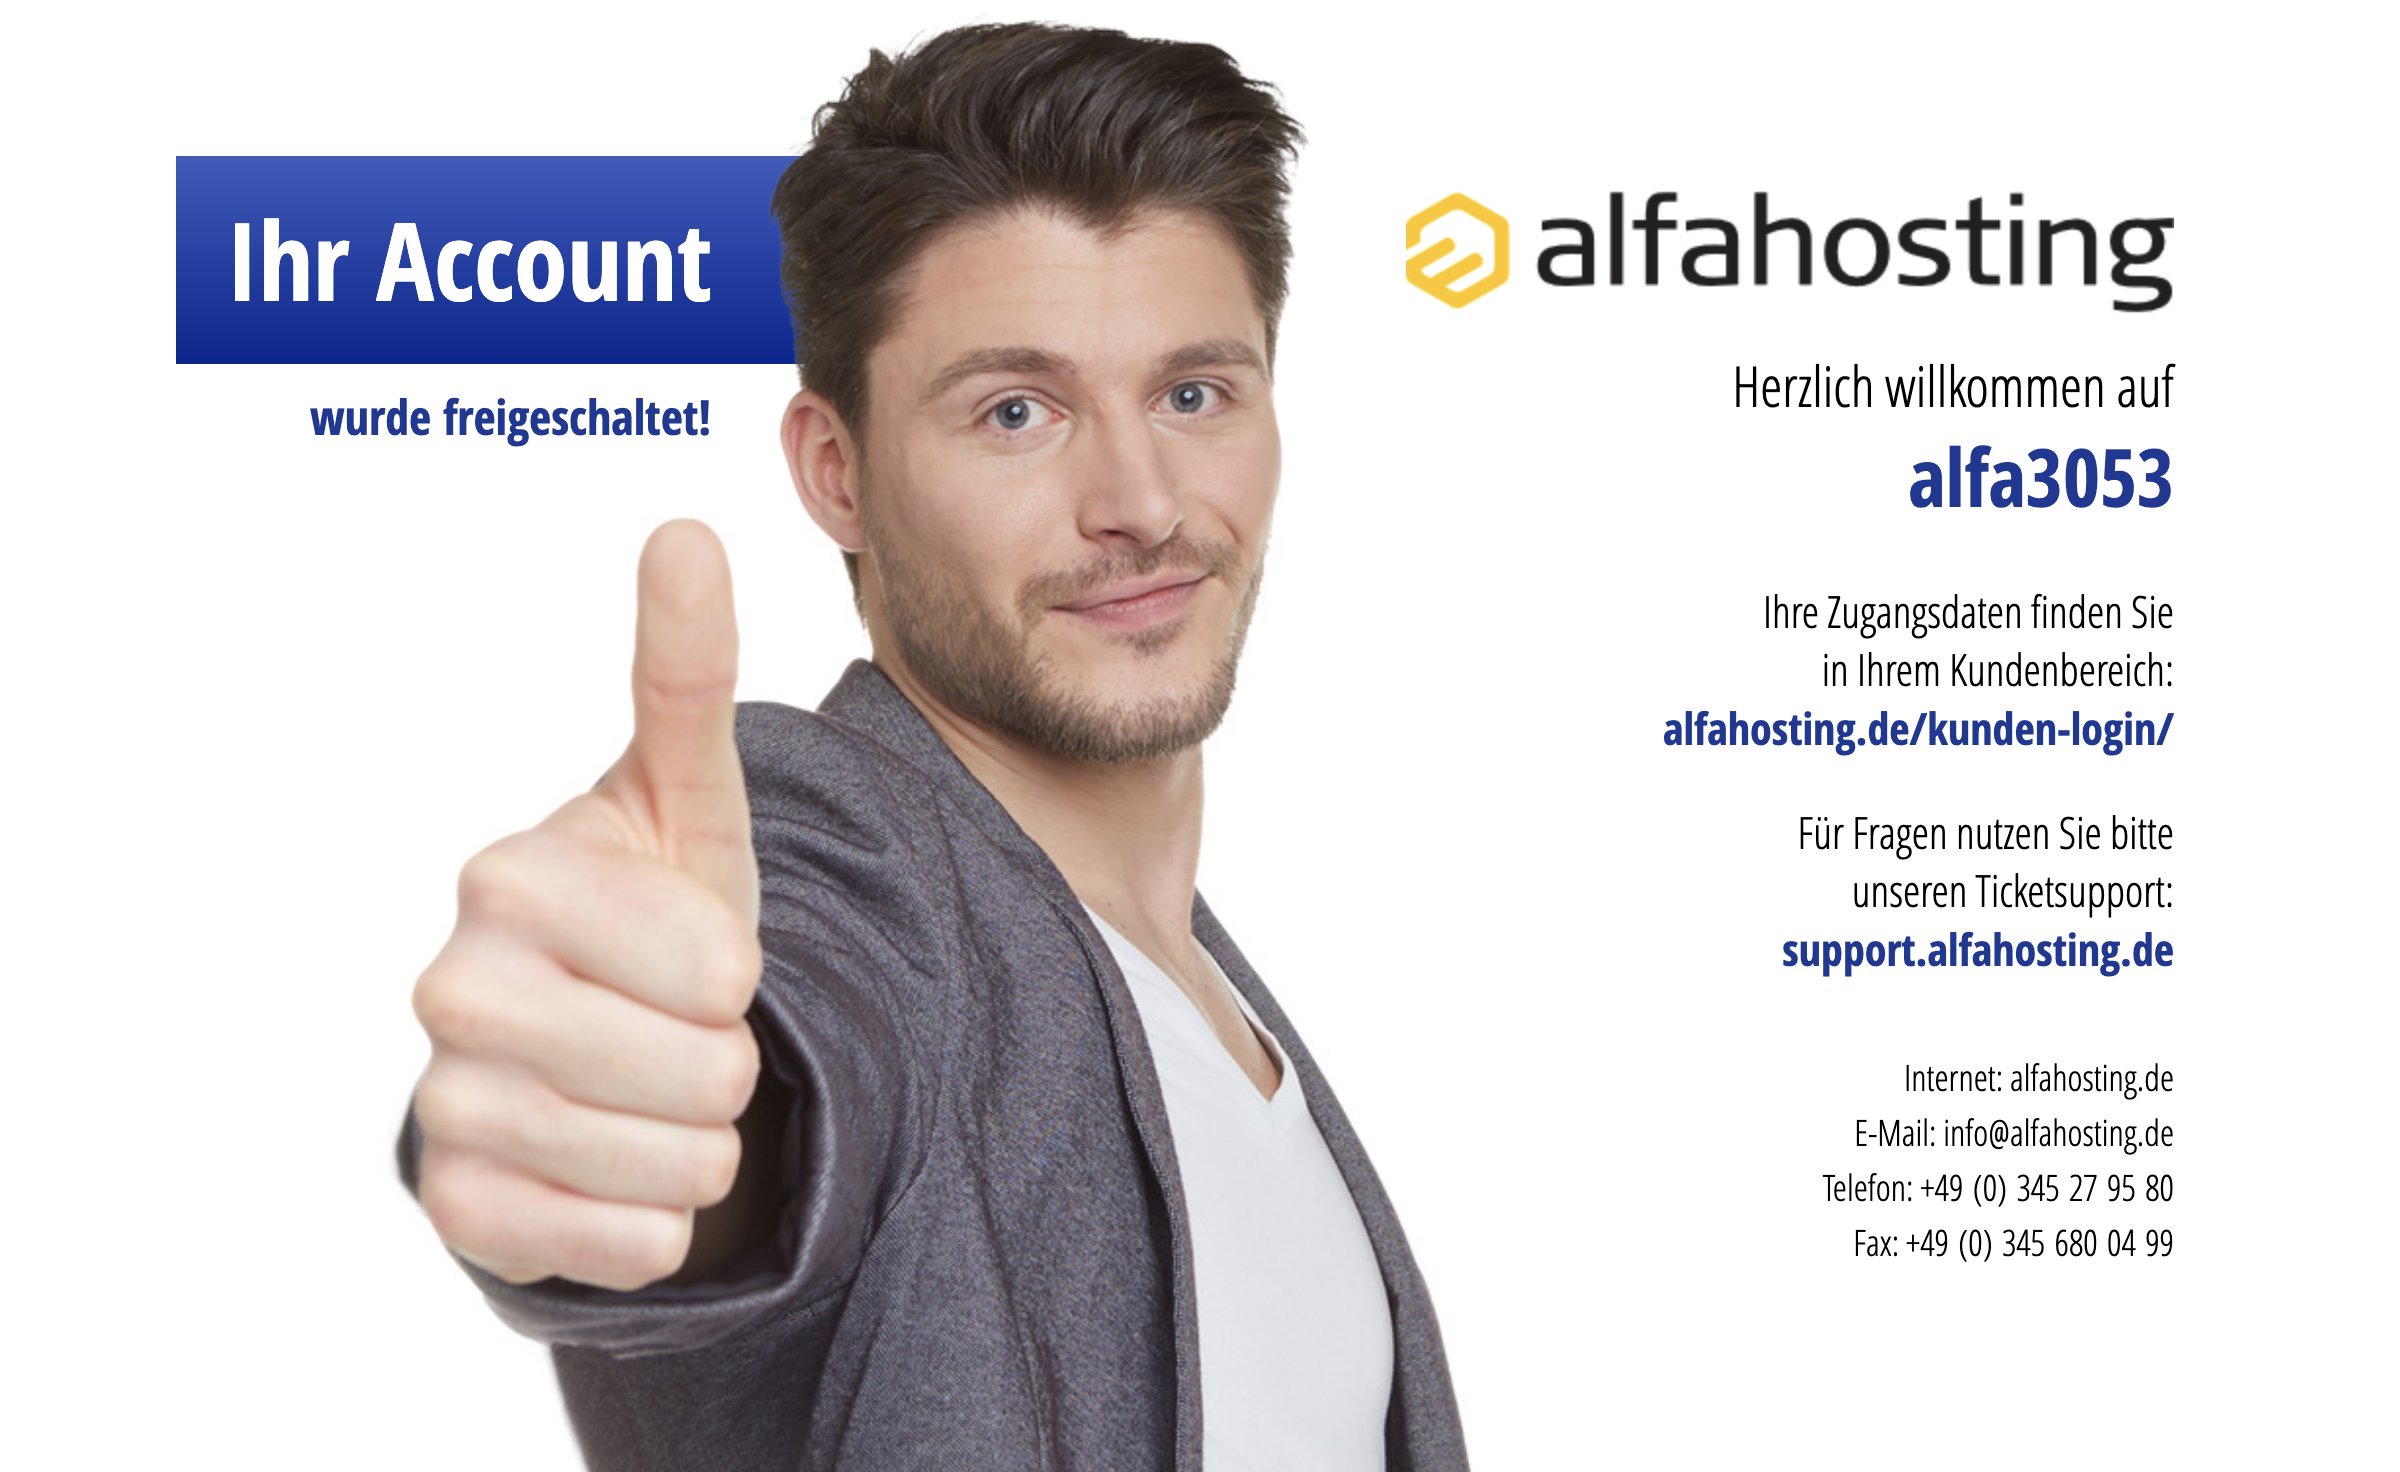 Ihr Account
wurde freigeschaltet!
alfahosting
Herzlich willkommen auf
alfa3053
Ihre Zugangsdaten finden Sie
in Ihrem Kundenbereich:
alfahosting.de/kunden-login/
Für Fragen nutzen Sie bitte
unseren Ticketsupport:
support.alfahosting.de
Internet: alfahosting.de
E-Mail: info@alfahosting.de
Telefon: +49 (0) 345 27 95 80
Fax: +49 (0) 345 680 04 99